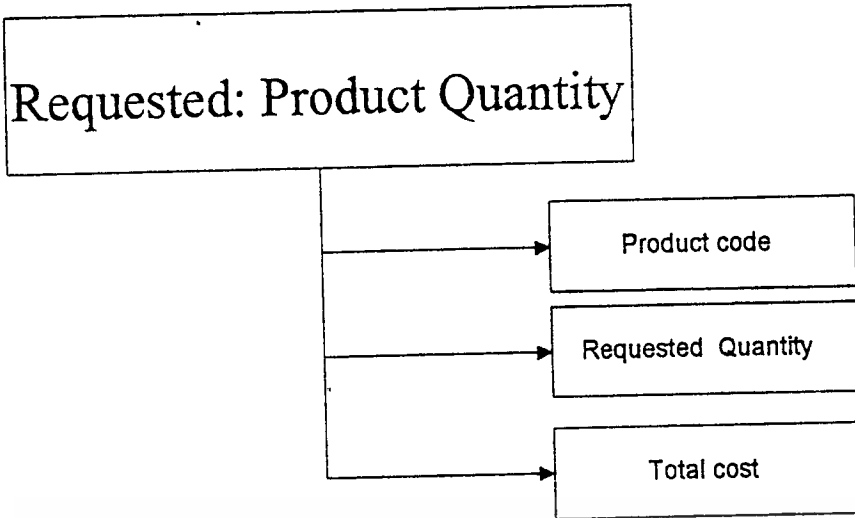 Requested: Product Quantity
Product code
Requested Quantity
Total cost